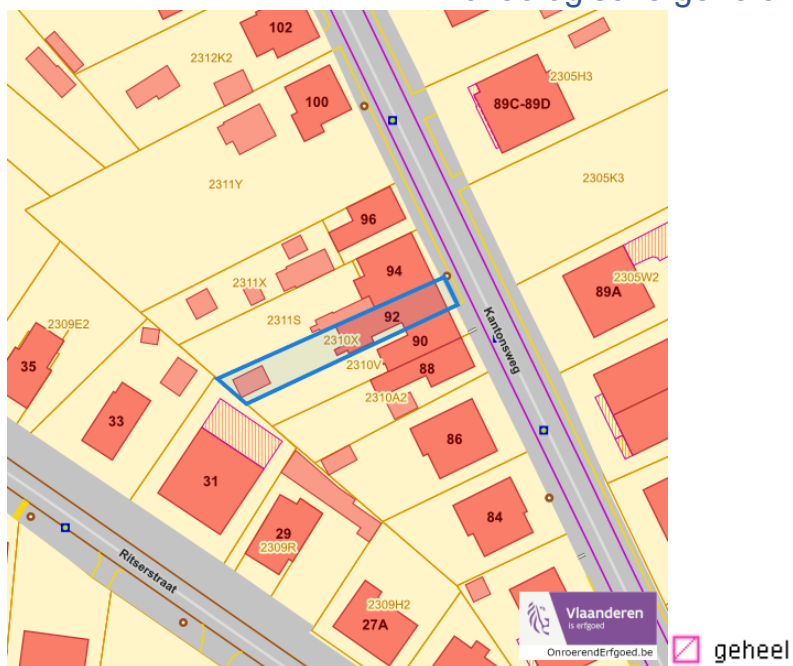 102
2312K2
2305H3
100
89C-89D
2311Y
2305K3
96
94
2311X
2305W2
89A
2311S
92
Kantonsweg
2309E2
2310X
90
35
2310V
88
2310A2
33
86
31
84
29
2309R
Ritserstraat
2309H2
27A
Vlaanderen
is erfgoed
OnroerendErfgoed.be
geheel